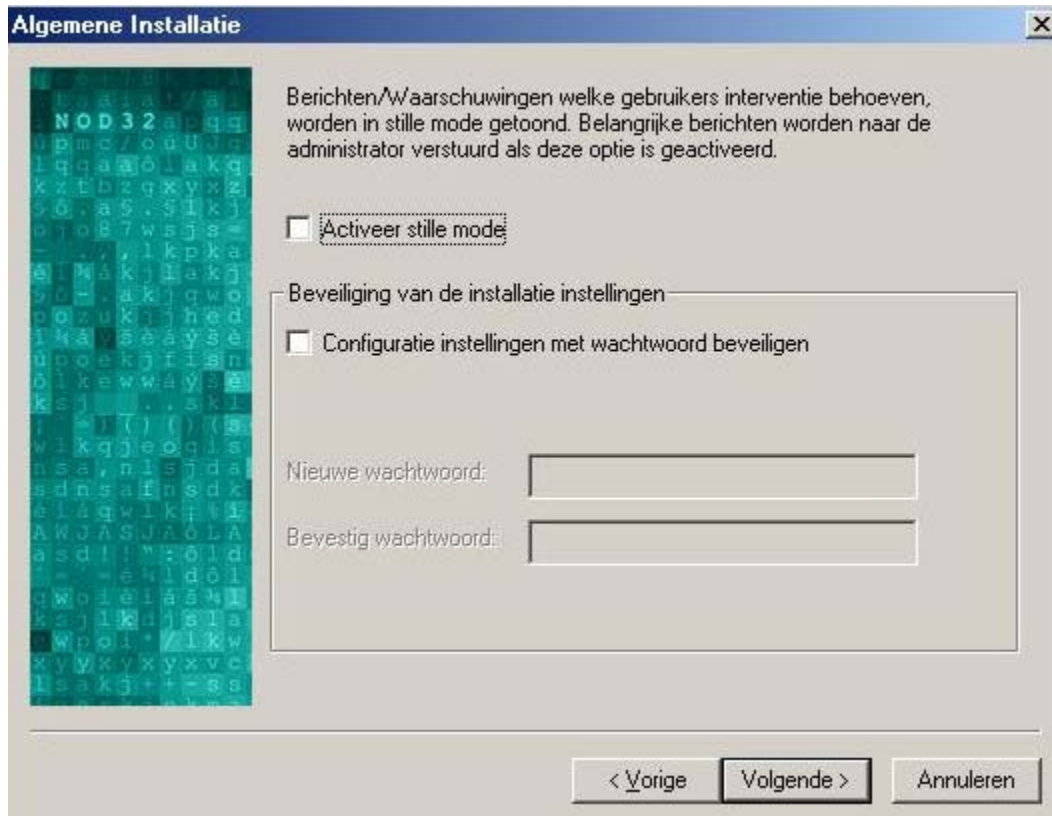 Algemene Installatie
NOD32
Berichten/Waarschuwingen welke gebruikers interventie behoeven,
worden in stille mode getoond. Belangrijke berichten worden naar de
administrator verstuurd als deze optie is geactiveerd.
Activeer stille mode
Beveiliging van de installatie instellingen
Configuratie instellingen met wachtwoord beveiligen
Nieuwe wachtwoord:
Bevestig wachtwoord:
< Vorige
Volgende >
Annuleren